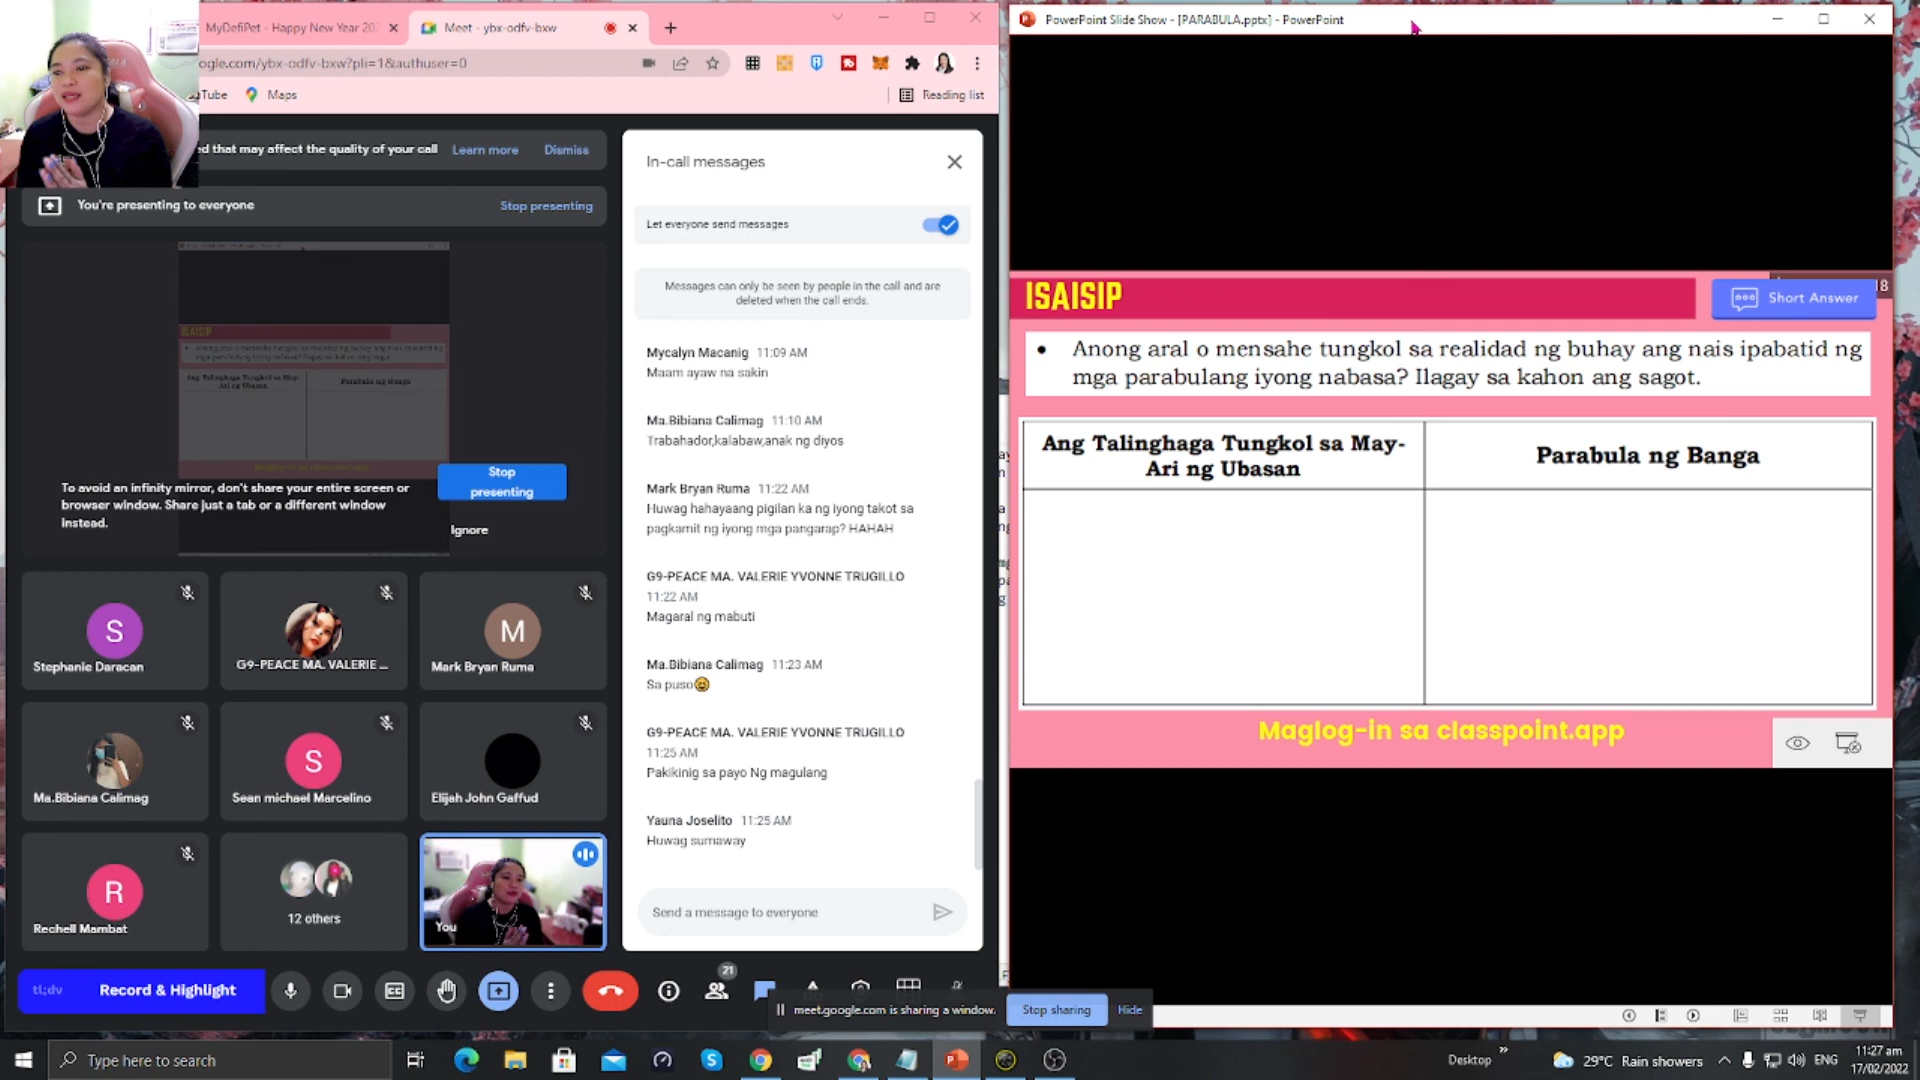 MyDefiPet - Happy New Year 202
Meet - ybx-odfv-bxw
ogle.com/ybx-odfv-bxw?pli=1&authuser=0
Tube
Maps
Reading list
ed that may affect the quality of your call
Learn more
Dismiss
You're presenting to everyone
Stop presenting
To avoid an infinity mirror, don't share your entire screen or
browser window. Share just a tab or a different window
instead.
Stop
presenting
Ignore
S
Stephanie Daracan
G9-PEACE MA. VALERIE ...
M
Mark Bryan Ruma
Ma.Bibiana Calimag
S
Sean michael Marcelino
Elijah John Gaffud
R
Rechell Mambat
12 others
You
tl;dv
Record & Highlight
21
In-call messages
Let everyone send messages
Messages can only be seen by people in the call and are
deleted when the call ends.
Mycalyn Macanig 11:09 AM
Maam ayaw na sakin
Ma.Bibiana Calimag 11:10 AM
Trabahador,kalabaw,anak ng diyos
Mark Bryan Ruma 11:22 AM
Huwag hahayaang pigilan ka ng iyong takot sa
pagkamit ng iyong mga pangarap? HAHAH
G9-PEACE MA. VALERIE YVONNE TRUGILLO
11:22 AM
Magaral ng mabuti
Ma.Bibiana Calimag 11:23 AM
Sa puso😄
G9-PEACE MA. VALERIE YVONNE TRUGILLO
11:25 AM
Pakikinig sa payo Ng magulang
Yauna Joselito 11:25 AM
Huwag sumaway
Send a message to everyone
meet.google.com is sharing a window.
Stop sharing
Hide
PowerPoint Slide Show - [PARABULA.pptx] - PowerPoint
ISAISIP
Short Answer
18
• Anong aral o mensahe tungkol sa realidad ng buhay ang nais ipabatid ng
mga parabulang iyong nabasa? Ilagay sa kahon ang sagot.
Ang Talinghaga Tungkol sa May-
Ari ng Ubasan
Parabula ng Banga
Maglog-in sa classpoint.app
Type here to search
Desktop
29°C Rain showers
ENG
11:27 am
17/02/2022